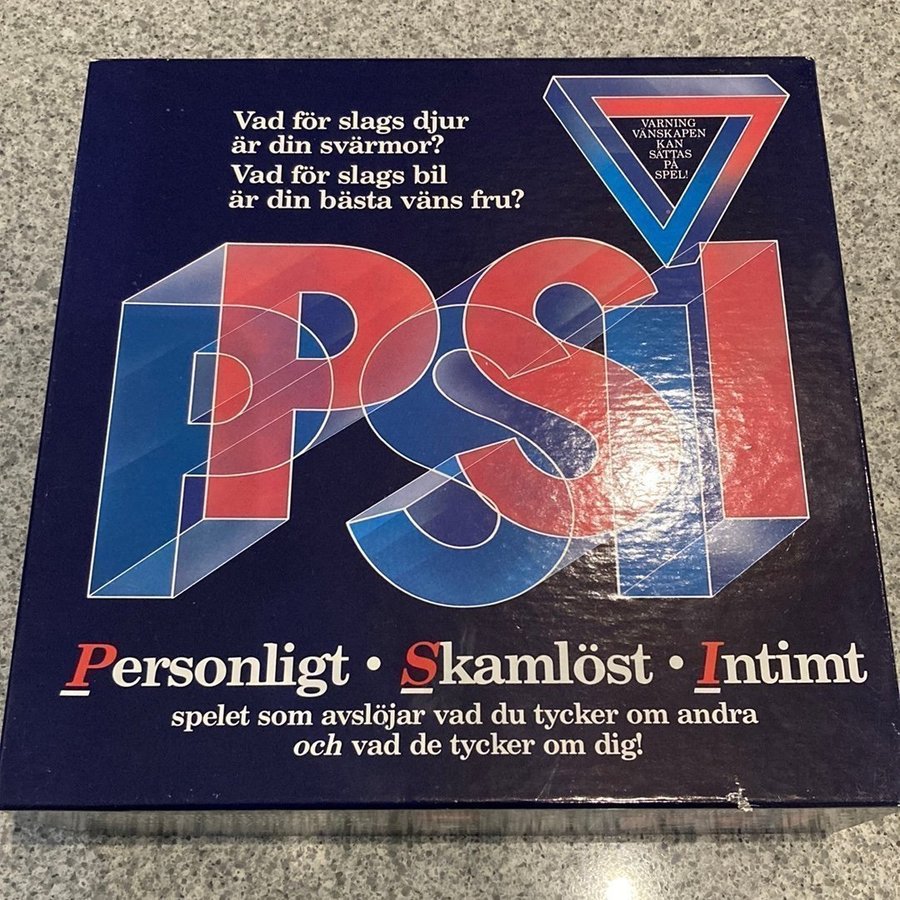 Vad för slags djur
är din svärmor?
Vad för slags bil
är din bästa väns fru?
VARNING
VÄNSKAPEN
KAN
SÄTTAS
PÅ
SPEL!
PSI
Personligt • Skamlöst • Intimt
spelet som avslöjar vad du tycker om andra
och vad de tycker om dig!